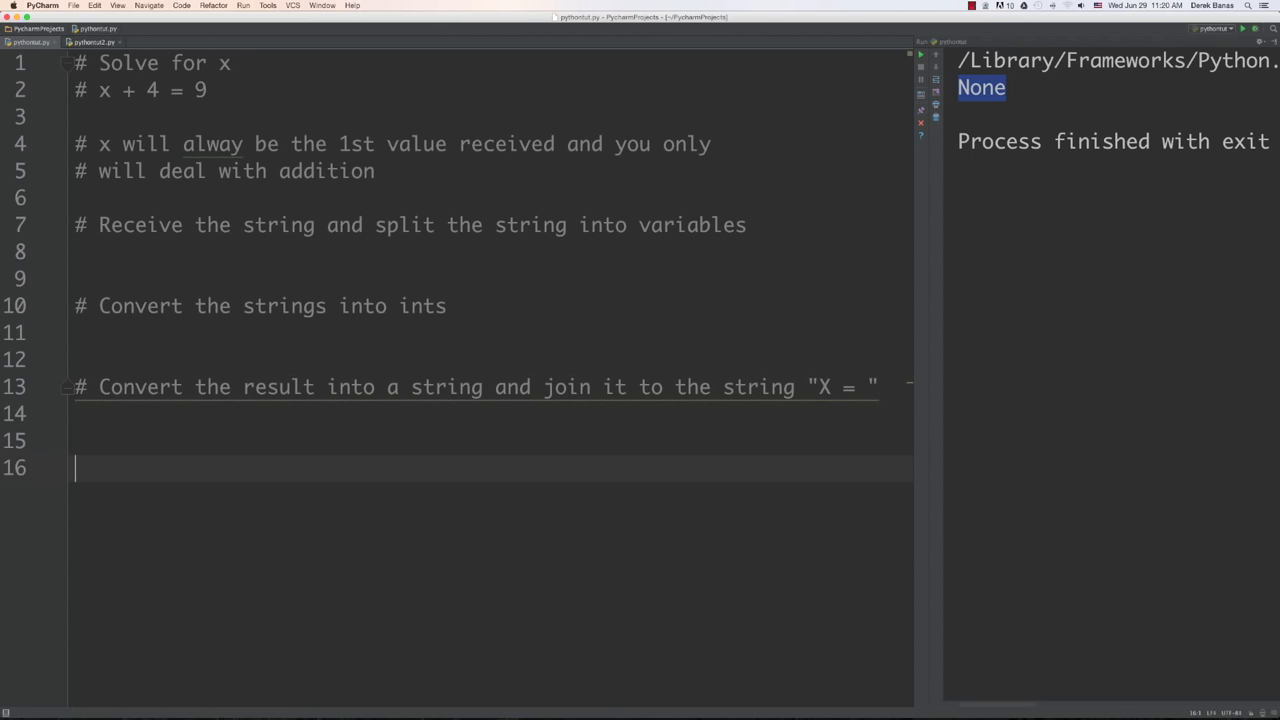 PyCharm File Edit View Navigate Code Refactor Run Tools VCS Window Help 10 Wed Jun 29 11:20 AM Derek Banas
pythontut.py - PycharmProjects - [~/PycharmProjects]
PycharmProjects pythontut.py pythontut
pythontut.py pythontut2.py Run pythontut
1 # Solve for x
2 # x + 4 = 9
3
4 # x will alway be the 1st value received and you only
5 # will deal with addition
6
7 # Receive the string and split the string into variables
8
9
10 # Convert the strings into ints
11
12
13 # Convert the result into a string and join it to the string "X = "
14
15
16
/Library/Frameworks/Python.
None
Process finished with exit
16:1 LF UTF-8